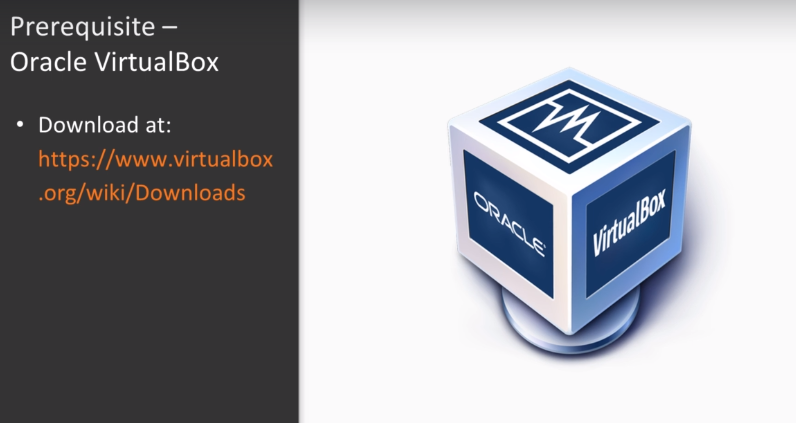 Prerequisite –
Oracle VirtualBox
• Download at:
https://www.virtualbox
.org/wiki/Downloads
ORACLE
VirtualBox